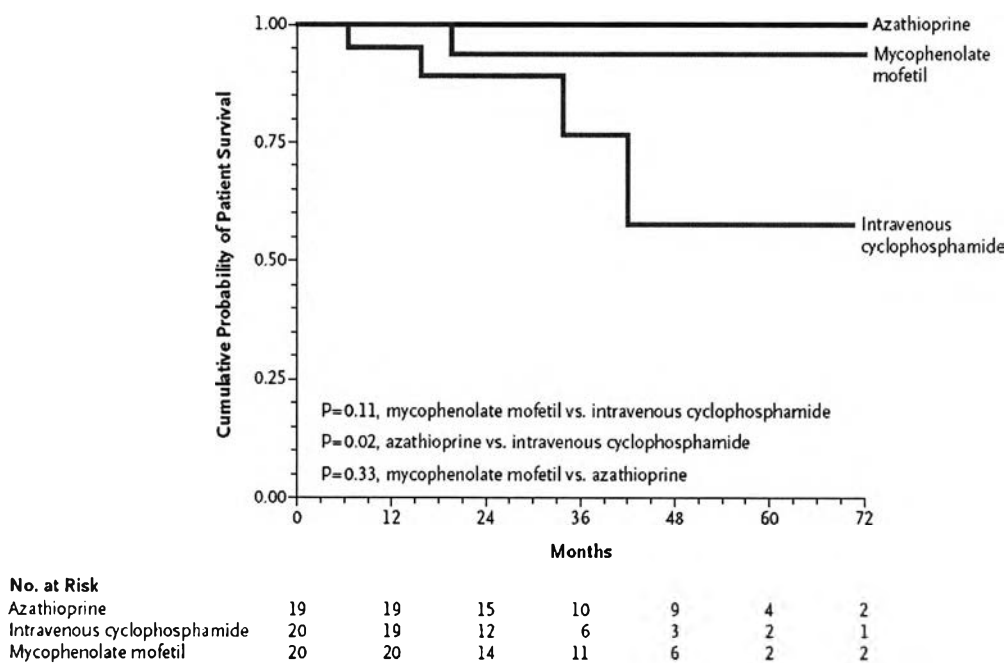 Cumulative Probability of Patient Survival
1.00
0.75
0.50
0.25
0.00
Azathioprine
Mycophenolate
mofetil
Intravenous
cyclophosphamide
P=0.11, mycophenolate mofetil vs. intravenous cyclophosphamide
P=0.02, azathioprine vs. intravenous cyclophosphamide
P=0.33, mycophenolate mofetil vs. azathioprine
0 12 24 36 48 60 72
Months
No. at Risk
Azathioprine 19 19 15 10 9 4 2
Intravenous cyclophosphamide 20 19 12 6 3 2 1
Mycophenolate mofetil 20 20 14 11 6 2 2